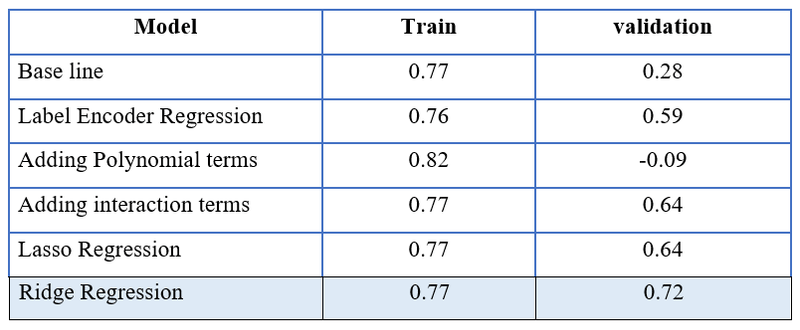 Model Train validation
Base line 0.77 0.28
Label Encoder Regression 0.76 0.59
Adding Polynomial terms 0.82 -0.09
Adding interaction terms 0.77 0.64
Lasso Regression 0.77 0.64
Ridge Regression 0.77 0.72